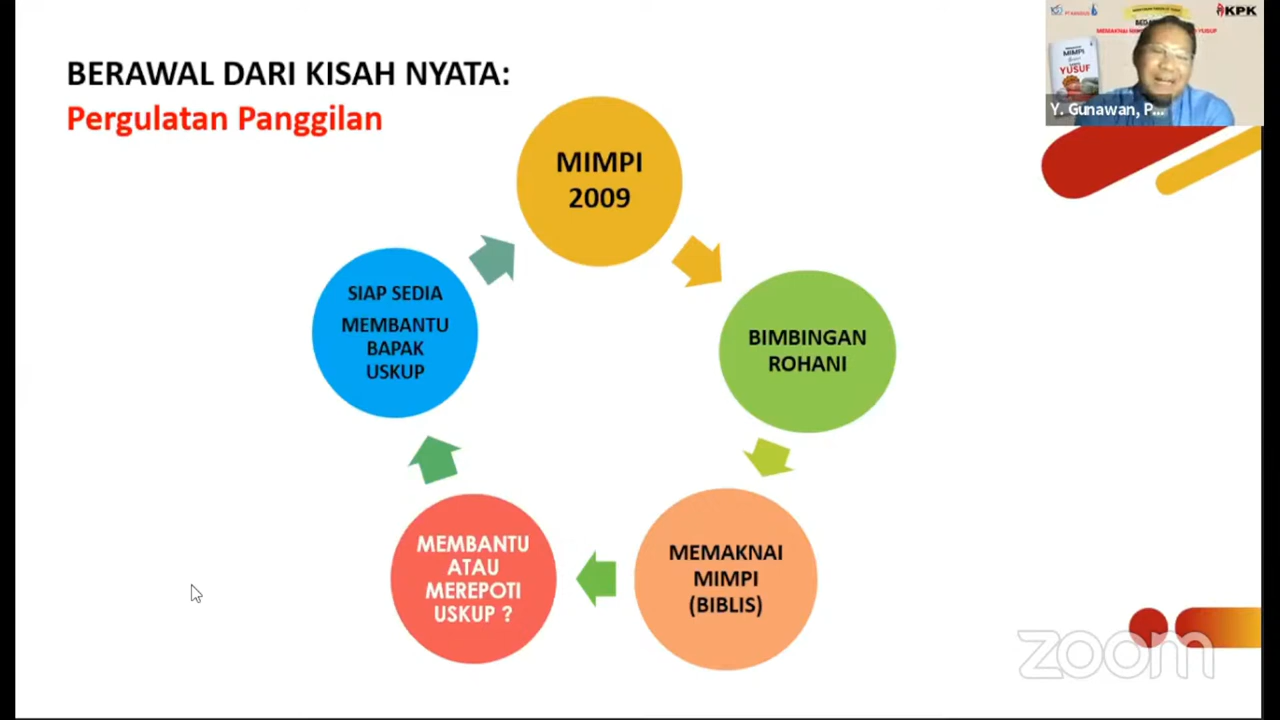 BERAWAL DARI KISAH NYATA:
Pergulatan Panggilan
MIMPI
2009
BIMBINGAN
ROHANI
MEMAKNAI
MIMPI
(BIBLIS)
MEMBANTU
ATAU
MEREPOTI
USKUP ?
SIAP SEDIA
MEMBANTU
BAPAK
USKUP
KPK
MIMPI
YUSUF
Y. Gunawan, P...
zoom